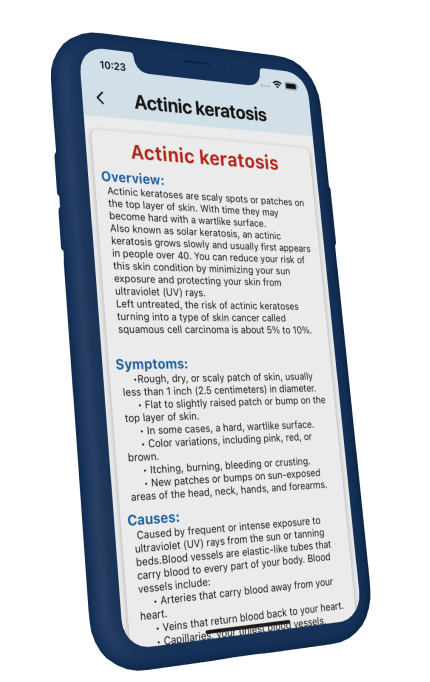 10:23
Actinic keratosis
Actinic keratosis
Overview:
Actinic keratoses are scaly spots or patches on
the top layer of skin. With time they may
become hard with a wartlike surface.
Also known as solar keratosis, an actinic
keratosis grows slowly and usually first appears
in people over 40. You can reduce your risk of
this skin condition by minimizing your sun
exposure and protecting your skin from
ultraviolet (UV) rays.
Left untreated, the risk of actinic keratoses
turning into a type of skin cancer called
squamous cell carcinoma is about 5% to 10%.
Symptoms:
•Rough, dry, or scaly patch of skin, usually
less than 1 inch (2.5 centimeters) in diameter.
• Flat to slightly raised patch or bump on the
top layer of skin.
• In some cases, a hard, wartlike surface.
• Color variations, including pink, red, or
brown.
• Itching, burning, bleeding or crusting.
• New patches or bumps on sun-exposed
areas of the head, neck, hands, and forearms.
Causes:
Caused by frequent or intense exposure to
ultraviolet (UV) rays from the sun or tanning
beds.Blood vessels are elastic-like tubes that
carry blood to every part of your body. Blood
vessels include:
• Arteries that carry blood away from your
heart.
• Veins that return blood back to your heart.
• Capillaries, your tiniest blood vessels.